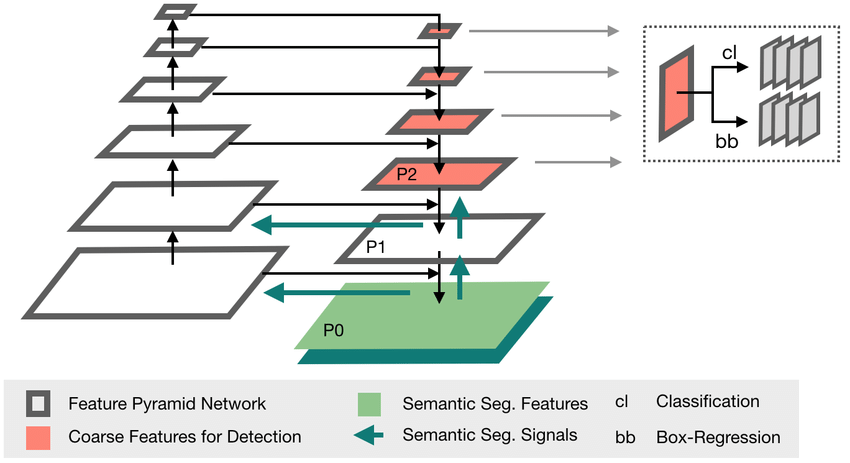 cl
bb
P2
P1
P0
Feature Pyramid Network
Semantic Seg. Features
cl Classification
Coarse Features for Detection
Semantic Seg. Signals
bb Box-Regression